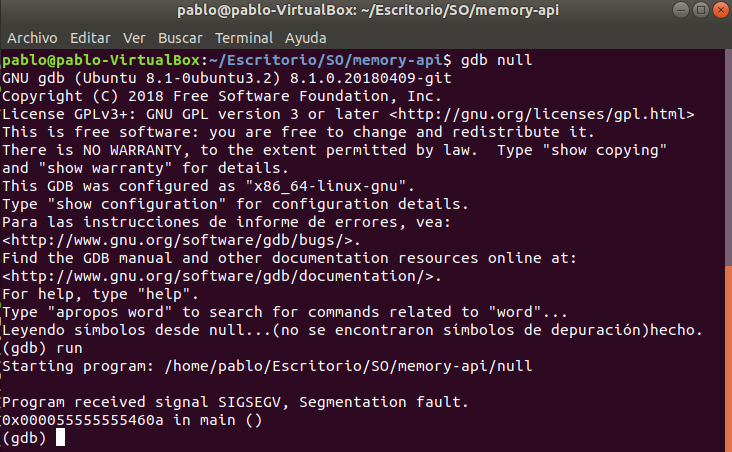 pablo@pablo-VirtualBox: ~/Escritorio/SO/memory-api
Archivo Editar Ver Buscar Terminal Ayuda
pablo@pablo-VirtualBox:~/Escritorio/SO/memory-api$ gdb null
GNU gdb (Ubuntu 8.1-0ubuntu3.2) 8.1.0.20180409-git
Copyright (C) 2018 Free Software Foundation, Inc.
License GPLv3+: GNU GPL version 3 or later <http://gnu.org/licenses/gpl.html>
This is free software: you are free to change and redistribute it.
There is NO WARRANTY, to the extent permitted by law.  Type "show copying"
and "show warranty" for details.
This GDB was configured as "x86_64-linux-gnu".
Type "show configuration" for configuration details.
Para las instrucciones de informe de errores, vea:
<http://www.gnu.org/software/gdb/bugs/>.
Find the GDB manual and other documentation resources online at:
<http://www.gnu.org/software/gdb/documentation/>.
For help, type "help".
Type "apropos word" to search for commands related to "word"...
Leyendo símbolos desde null...(no se encontraron símbolos de depuración)hecho.
(gdb) run
Starting program: /home/pablo/Escritorio/SO/memory-api/null
Program received signal SIGSEGV, Segmentation fault.
0x000055555555460a in main ()
(gdb)